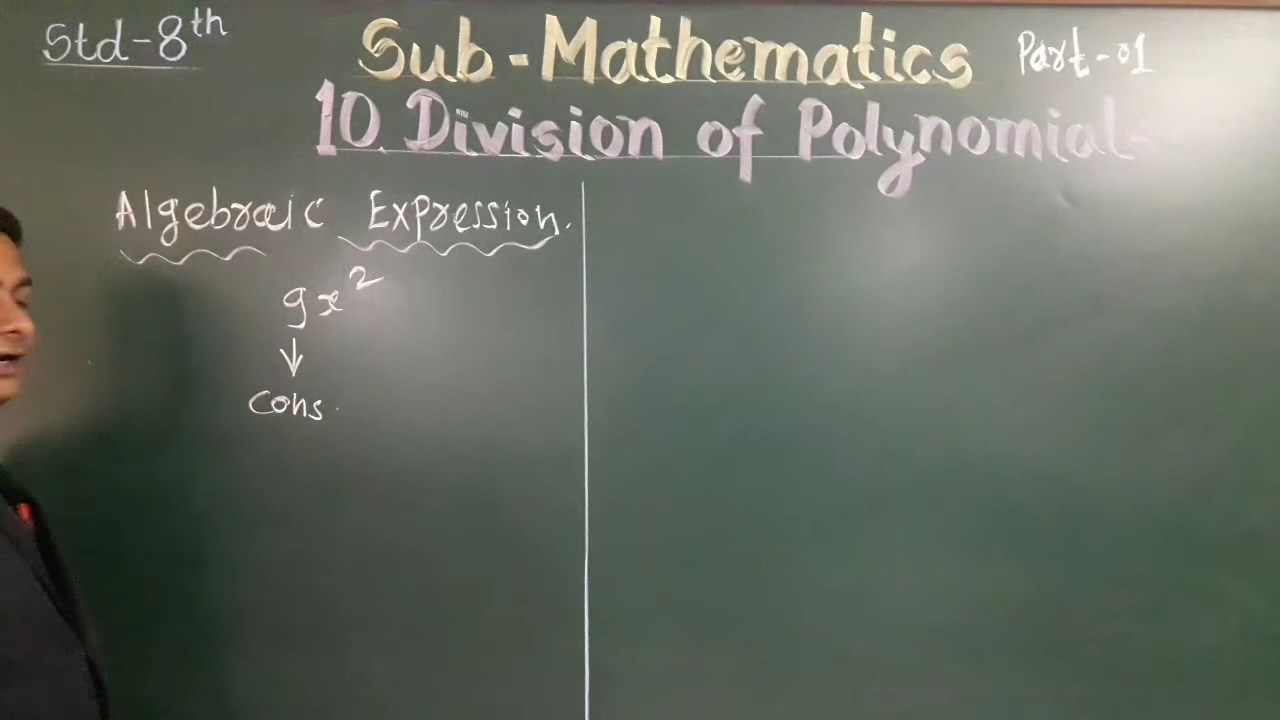 Std-8th
Sub-Mathematics
Part-01
10 Division of Polynomials
Algebraic Expression.
9x²
↓
Cons.